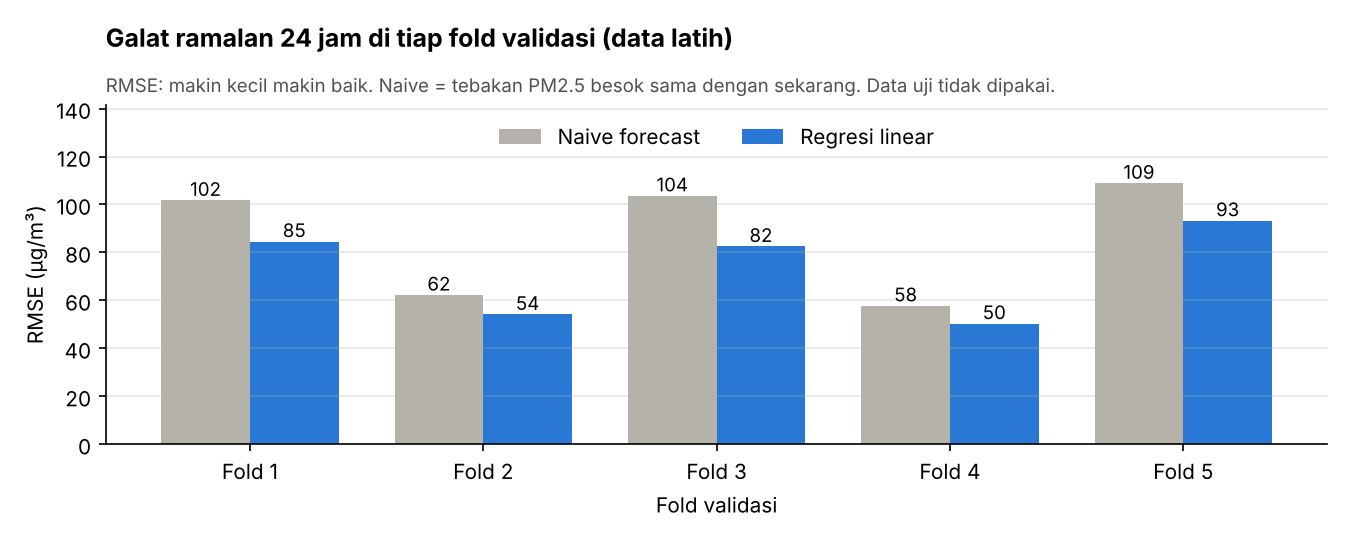 Galat ramalan 24 jam di tiap fold validasi (data latih)
RMSE: makin kecil makin baik. Naive = tebakan PM2.5 besok sama dengan sekarang. Data uji tidak dipakai.
Naive forecast
Regresi linear
RMSE (µg/m³)
140
120
100
80
60
40
20
0
102
85
62
54
104
82
58
50
109
93
Fold 1
Fold 2
Fold 3
Fold 4
Fold 5
Fold validasi